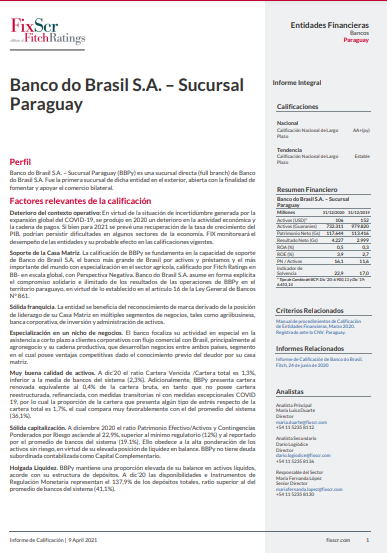 FixScr
FitchRatings
Entidades Financieras
Bancos
Paraguay
Banco do Brasil S.A. – Sucursal
Paraguay
Informe Integral
Calificaciones
Nacional
Calificación Nacional de Largo
Plazo
AA+(py)
Tendencia
Calificación Nacional de Largo
Plazo
Estable
Perfil
Banco do Brasil S.A. – Sucursal Paraguay (BBPy) es una sucursal directa (full branch) de Banco
do Brasil S.A. Fue la primera sucursal de dicha entidad en el exterior, abierta con la finalidad de
fomentar y apoyar el comercio bilateral.
Factores relevantes de la calificación
Deterioro del contexto operativo: En virtud de la situación de incertidumbre generada por la
expansión global del COVID-19, se produjo en 2020 un deterioro en la actividad económica y
la cadena de pagos. Si bien para 2021 se prevé una recuperación de la tasa de crecimiento del
PIB, podrían persistir dificultades en algunos sectores de la economía. FIX monitoreará el
desempeño de las entidades y su probable efecto en las calificaciones vigentes.
Soporte de la Casa Matriz. La calificación de BBPy se fundamenta en la capacidad de soporte
de Banco do Brasil S.A. el banco más grande de Brasil por activos y préstamos y el más
importante del mundo con especialización en el sector agrícola, calificado por Fitch Ratings en
BB- en escala global, con Perspectiva Negativa. Banco do Brasil S.A. asume en forma explícita
el compromiso solidario e ilimitado de los resultados de las operaciones de BBPy en el
territorio paraguayo, en virtud de lo establecido en el artículo 16 de la Ley General de Bancos
N° 861.
Sólida franquicia. La entidad se beneficia del reconocimiento de marca derivado de la posición
de liderazgo de su Casa Matriz en múltiples segmentos de negocios, tales como agribusiness,
banca corporativa, de inversión y administración de activos.
Especialización en un nicho de negocios. El banco focaliza su actividad en especial en la
asistencia a corto plazo a clientes corporativos con flujo comercial con Brasil, principalmente al
agronegocio y su cadena productiva, que desarrollan negocios entre ambos países, segmento
en el cual posee ventajas competitivas dado el conocimiento previo del deudor por su casa
matriz.
Muy buena calidad de activos. A dic'20 el ratio Cartera Vencida /Cartera total es 1,3%,
inferior a la media de bancos del sistema (2,3%). Adicionalmente, BBPy presenta cartera
renovada equivalente al 0,4% de la cartera bruta, en tanto que no posee cartera
reestructurada, refinanciada, con medidas transitorias ni con medidas excepcionales COVID
19, por lo cual la proporción de la cartera que presenta algún tipo de estrés respecto de la
cartera total es 1,7%, el cual compara muy favorablemente con el del promedio del sistema
(36,1%).
Sólida capitalización. A diciembre 2020 el ratio Patrimonio Efectivo/Activos y Contingentes
Ponderados por Riesgo asciende al 22,9%, superior al mínimo regulatorio (12%) y al reportado
por el promedio de bancos del sistema (19.1%). Ello obedece a la alta ponderación de los
activos sin riesgo, en virtud de su elevada posición de liquidez en balance. BBPy no tiene deuda
subordinada constabilizada como Capital Complementario.
Holgada Liquidez. BBPy mantiene una proporción elevada de su balance en activos líquidos,
acorde con su estructura de depósitos. A dic'20 las disponibilidades e Instrumentos de
Regulación Monetaria representan el 137,9% de los depósitos totales, ratio superior al del
promedio de bancos del sistema (41,1%).
Resumen Financiero
Banco do Brasil S.A. – Sucursal
Paraguay
Millones 31/12/2020 31/12/2019
Activos (USD)* 106 152
Activos (Guaraníes) 732.311 979.820
Patrimonio Neto (Gs) 117.644 113.416
Resultado Neto (Gs) 4.237 2.999
ROA (%) 0,5 0,3
ROE (%) 3,9 2,7
PN / Activos 16,1 11,6
Indicador de
Solvencia 22,9 17,0
Criterios Relacionados
Manual de procedimientos de Calificación
de Entidades Financieras, Marzo 2020.
Registrado ante la CNV. Paraguay.
Informes Relacionados
Informe de Calificación de Banco do Brasil,
Fitch, 24 de junio de 2020
Analistas
Analista Principal
María Luisa Duarte
Director
maria.duarte@fixscr.com
+54 11 5235 8112
Analista Secundario
Darío Logiódice
Director
dario.logiodice@fixscr.com
+54 11 5235 8136
Responsable del Sector
María Fernanda López
Senior Director
mariafernanda.lopez@fixscr.com
+54 11 5235 8130
Informe de Calificación | 9 Abril 2021
fixscr.com
1